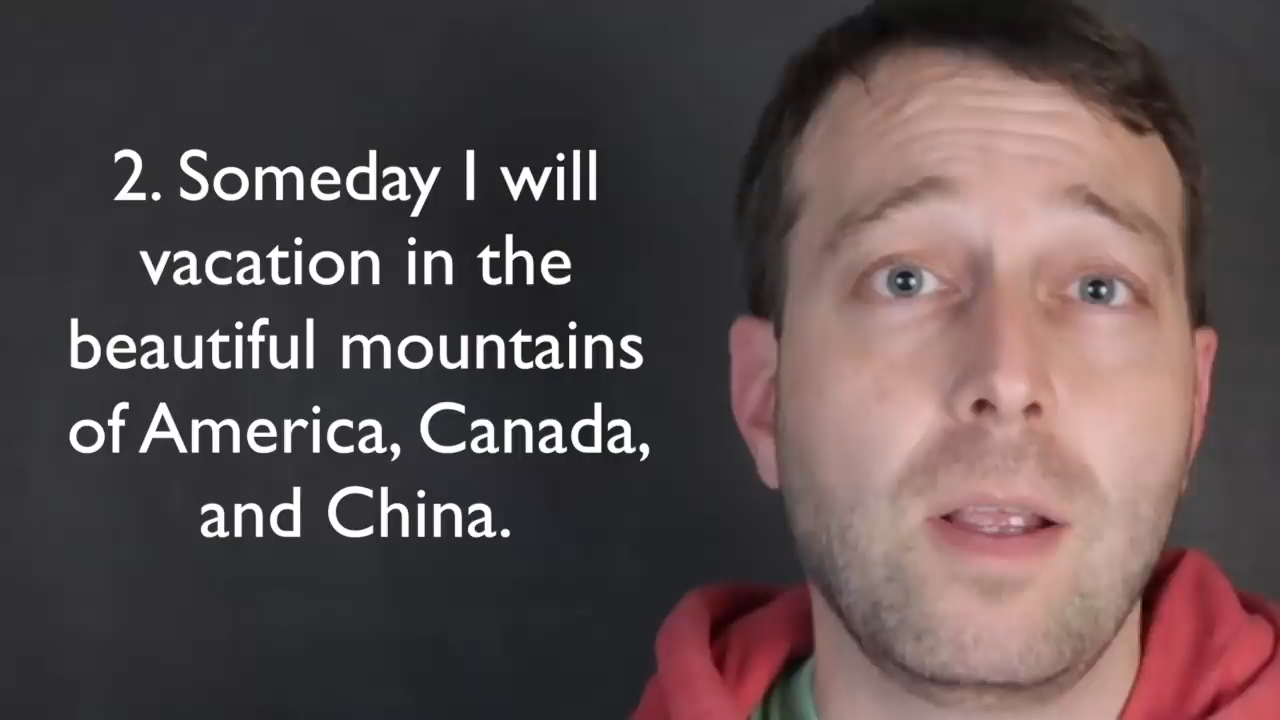 2. Someday I will
vacation in the
beautiful mountains
of America, Canada,
and China.